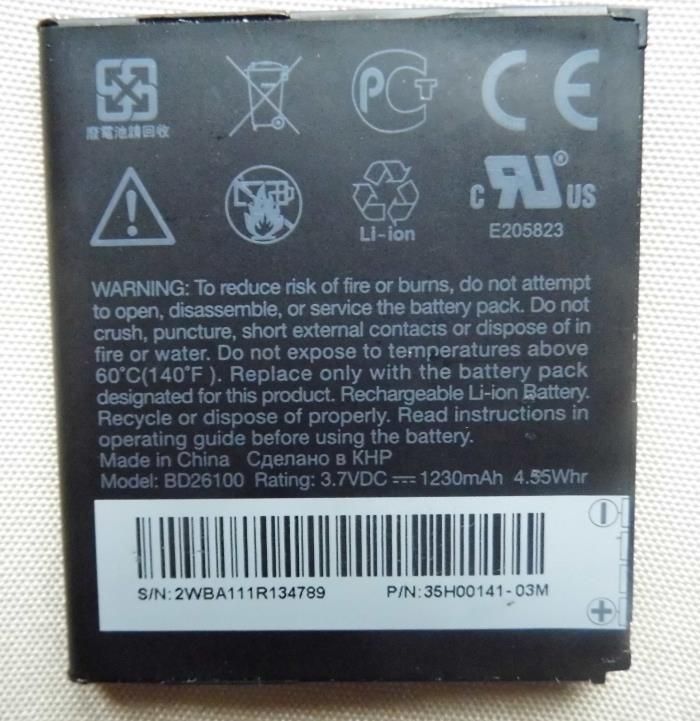 廢電池請回收
PCT
CE
Li-ion
c RU US
E205823
WARNING: To reduce risk of fire or burns, do not attempt
to open, disassemble, or service the battery pack. Do not
crush, puncture, short external contacts or dispose of in
fire or water. Do not expose to temperatures above
60°C(140°F ). Replace only with the battery pack
designated for this product. Rechargeable Li-ion Battery.
Recycle or dispose of properly. Read instructions in
operating guide before using the battery.
Made in China Сделано в КНР
Model: BD26100 Rating: 3.7VDC ⎓ 1230mAh 4.55Whr
S/N: 2WBA111R134789 P/N: 35H00141-03M